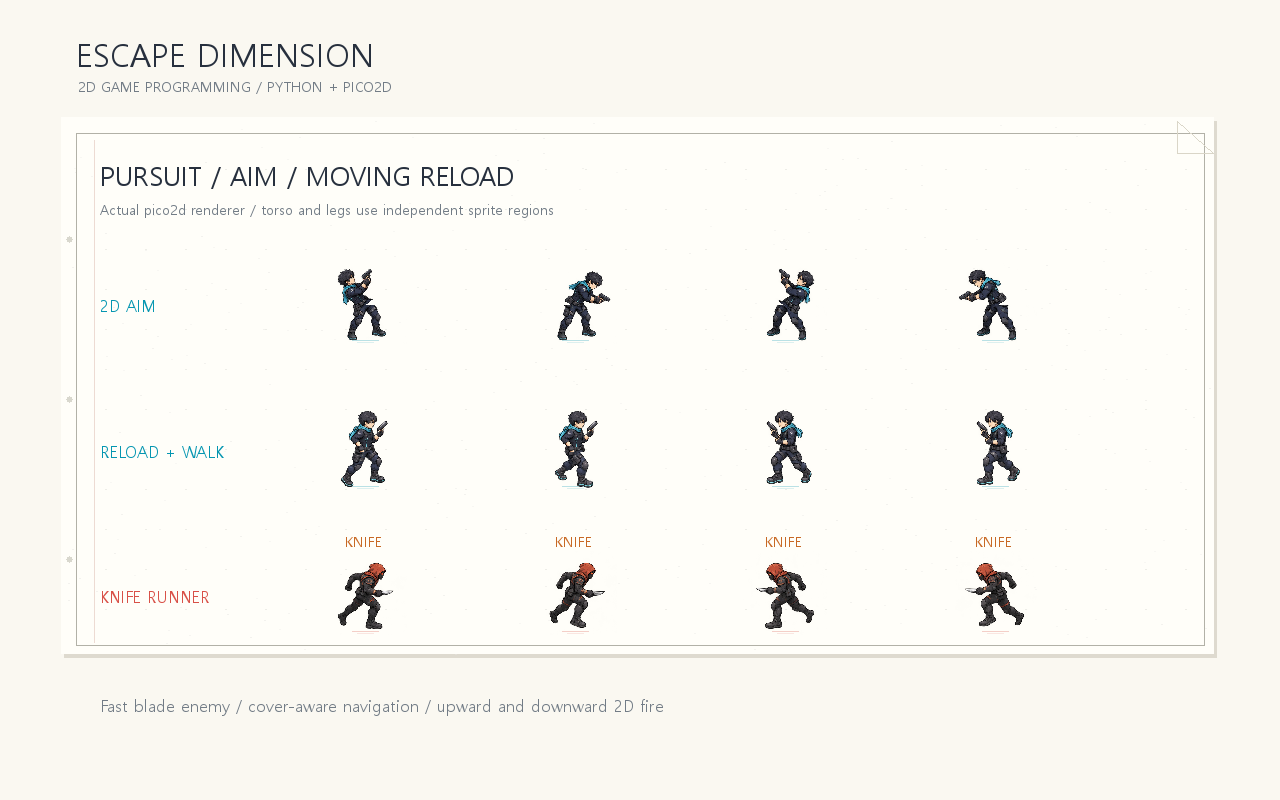 ESCAPE DIMENSION
2D GAME PROGRAMMING / PYTHON + PICO2D
PURSUIT / AIM / MOVING RELOAD
Actual pico2d renderer / torso and legs use independent sprite regions
2D AIM
RELOAD + WALK
KNIFE KNIFE KNIFE KNIFE
KNIFE RUNNER
Fast blade enemy / cover-aware navigation / upward and downward 2D fire